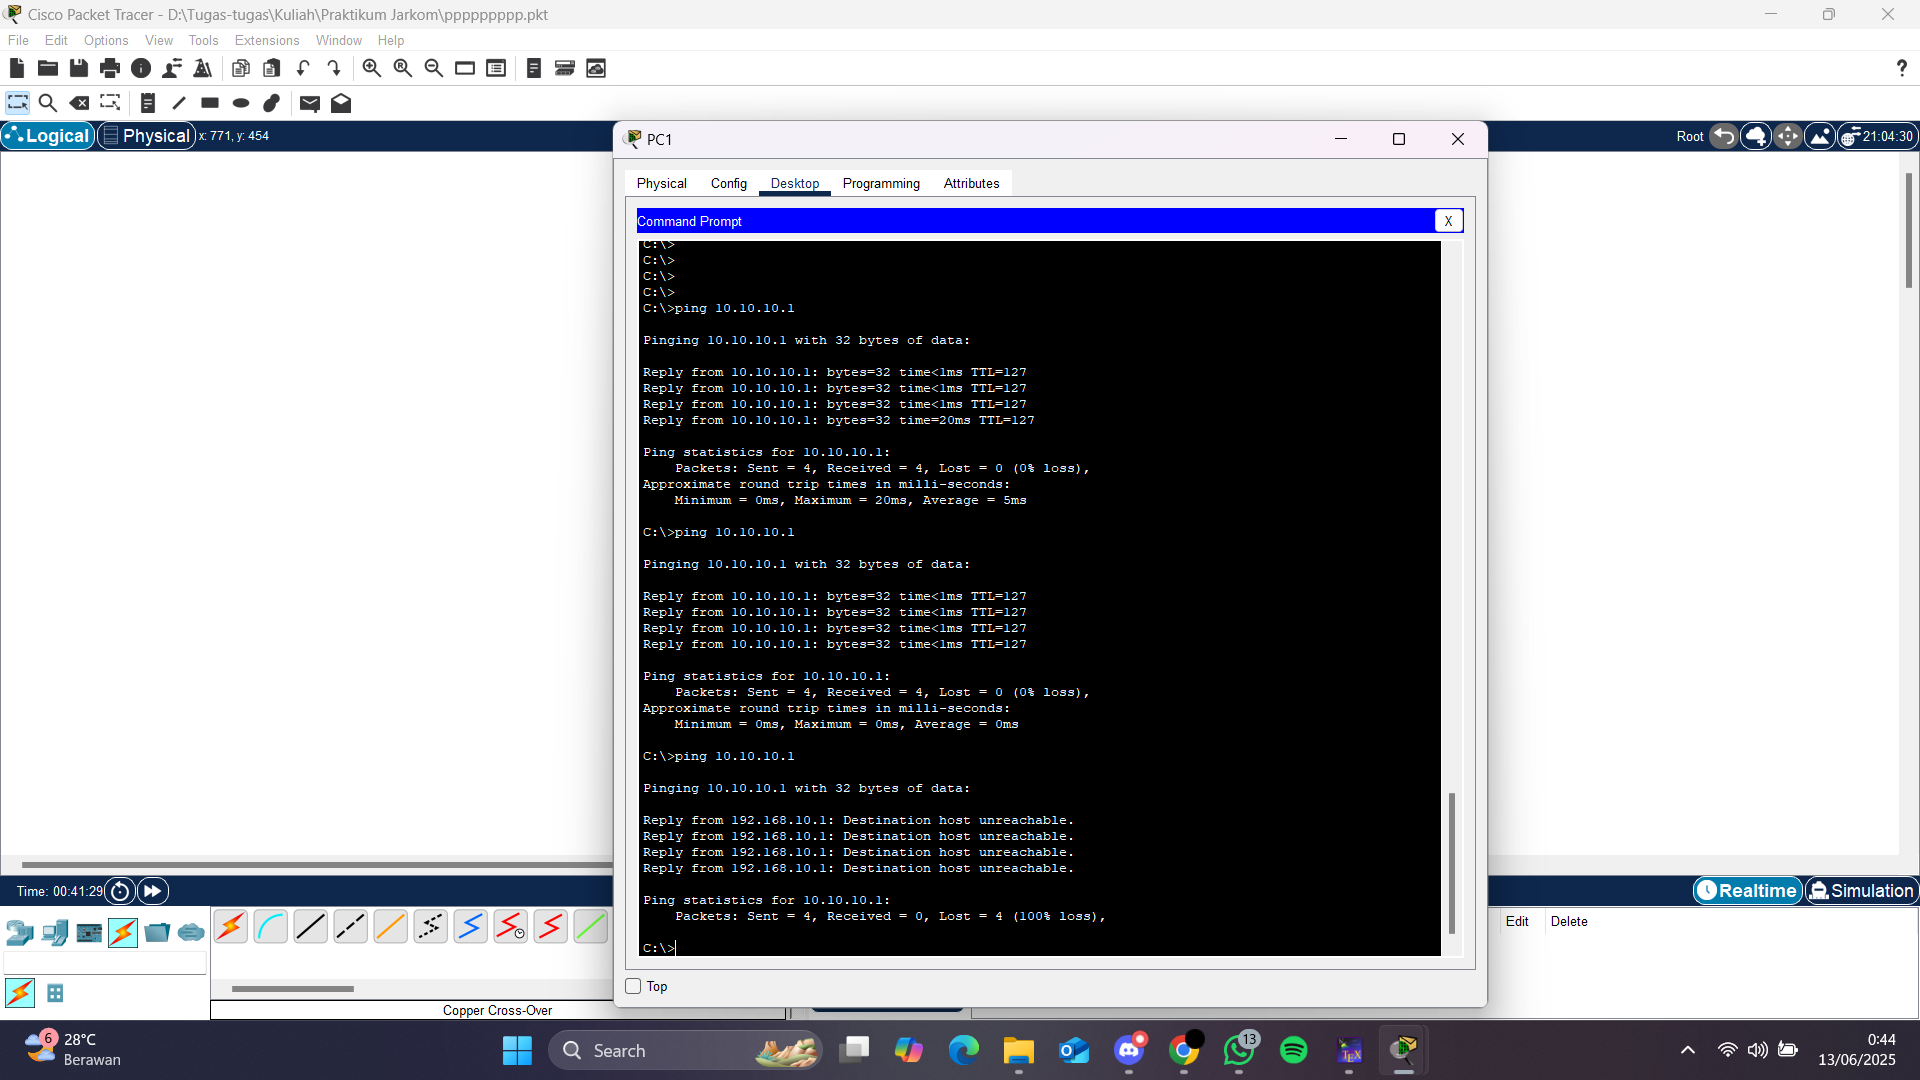 Cisco Packet Tracer - D:\Tugas-tugas\Kuliah\Praktikum Jarkom\ppppppppp.pkt
File Edit Options View Tools Extensions Window Help
Logical Physical x: 771, y: 454
Root 21:04:30
PC1
Physical Config Desktop Programming Attributes
Command Prompt X
C:\>
C:\>
C:\>
C:\>
C:\>ping 10.10.10.1
Pinging 10.10.10.1 with 32 bytes of data:
Reply from 10.10.10.1: bytes=32 time<1ms TTL=127
Reply from 10.10.10.1: bytes=32 time<1ms TTL=127
Reply from 10.10.10.1: bytes=32 time<1ms TTL=127
Reply from 10.10.10.1: bytes=32 time=20ms TTL=127
Ping statistics for 10.10.10.1:
Packets: Sent = 4, Received = 4, Lost = 0 (0% loss),
Approximate round trip times in milli-seconds:
Minimum = 0ms, Maximum = 20ms, Average = 5ms
C:\>ping 10.10.10.1
Pinging 10.10.10.1 with 32 bytes of data:
Reply from 10.10.10.1: bytes=32 time<1ms TTL=127
Reply from 10.10.10.1: bytes=32 time<1ms TTL=127
Reply from 10.10.10.1: bytes=32 time<1ms TTL=127
Reply from 10.10.10.1: bytes=32 time<1ms TTL=127
Ping statistics for 10.10.10.1:
Packets: Sent = 4, Received = 4, Lost = 0 (0% loss),
Approximate round trip times in milli-seconds:
Minimum = 0ms, Maximum = 0ms, Average = 0ms
C:\>ping 10.10.10.1
Pinging 10.10.10.1 with 32 bytes of data:
Reply from 192.168.10.1: Destination host unreachable.
Reply from 192.168.10.1: Destination host unreachable.
Reply from 192.168.10.1: Destination host unreachable.
Reply from 192.168.10.1: Destination host unreachable.
Ping statistics for 10.10.10.1:
Packets: Sent = 4, Received = 0, Lost = 4 (100% loss),
C:\>
Top
Time: 00:41:29
Realtime Simulation
Edit Delete
Copper Cross-Over
6
28°C
Berawan
Search
13
TEX
0:44
13/06/2025